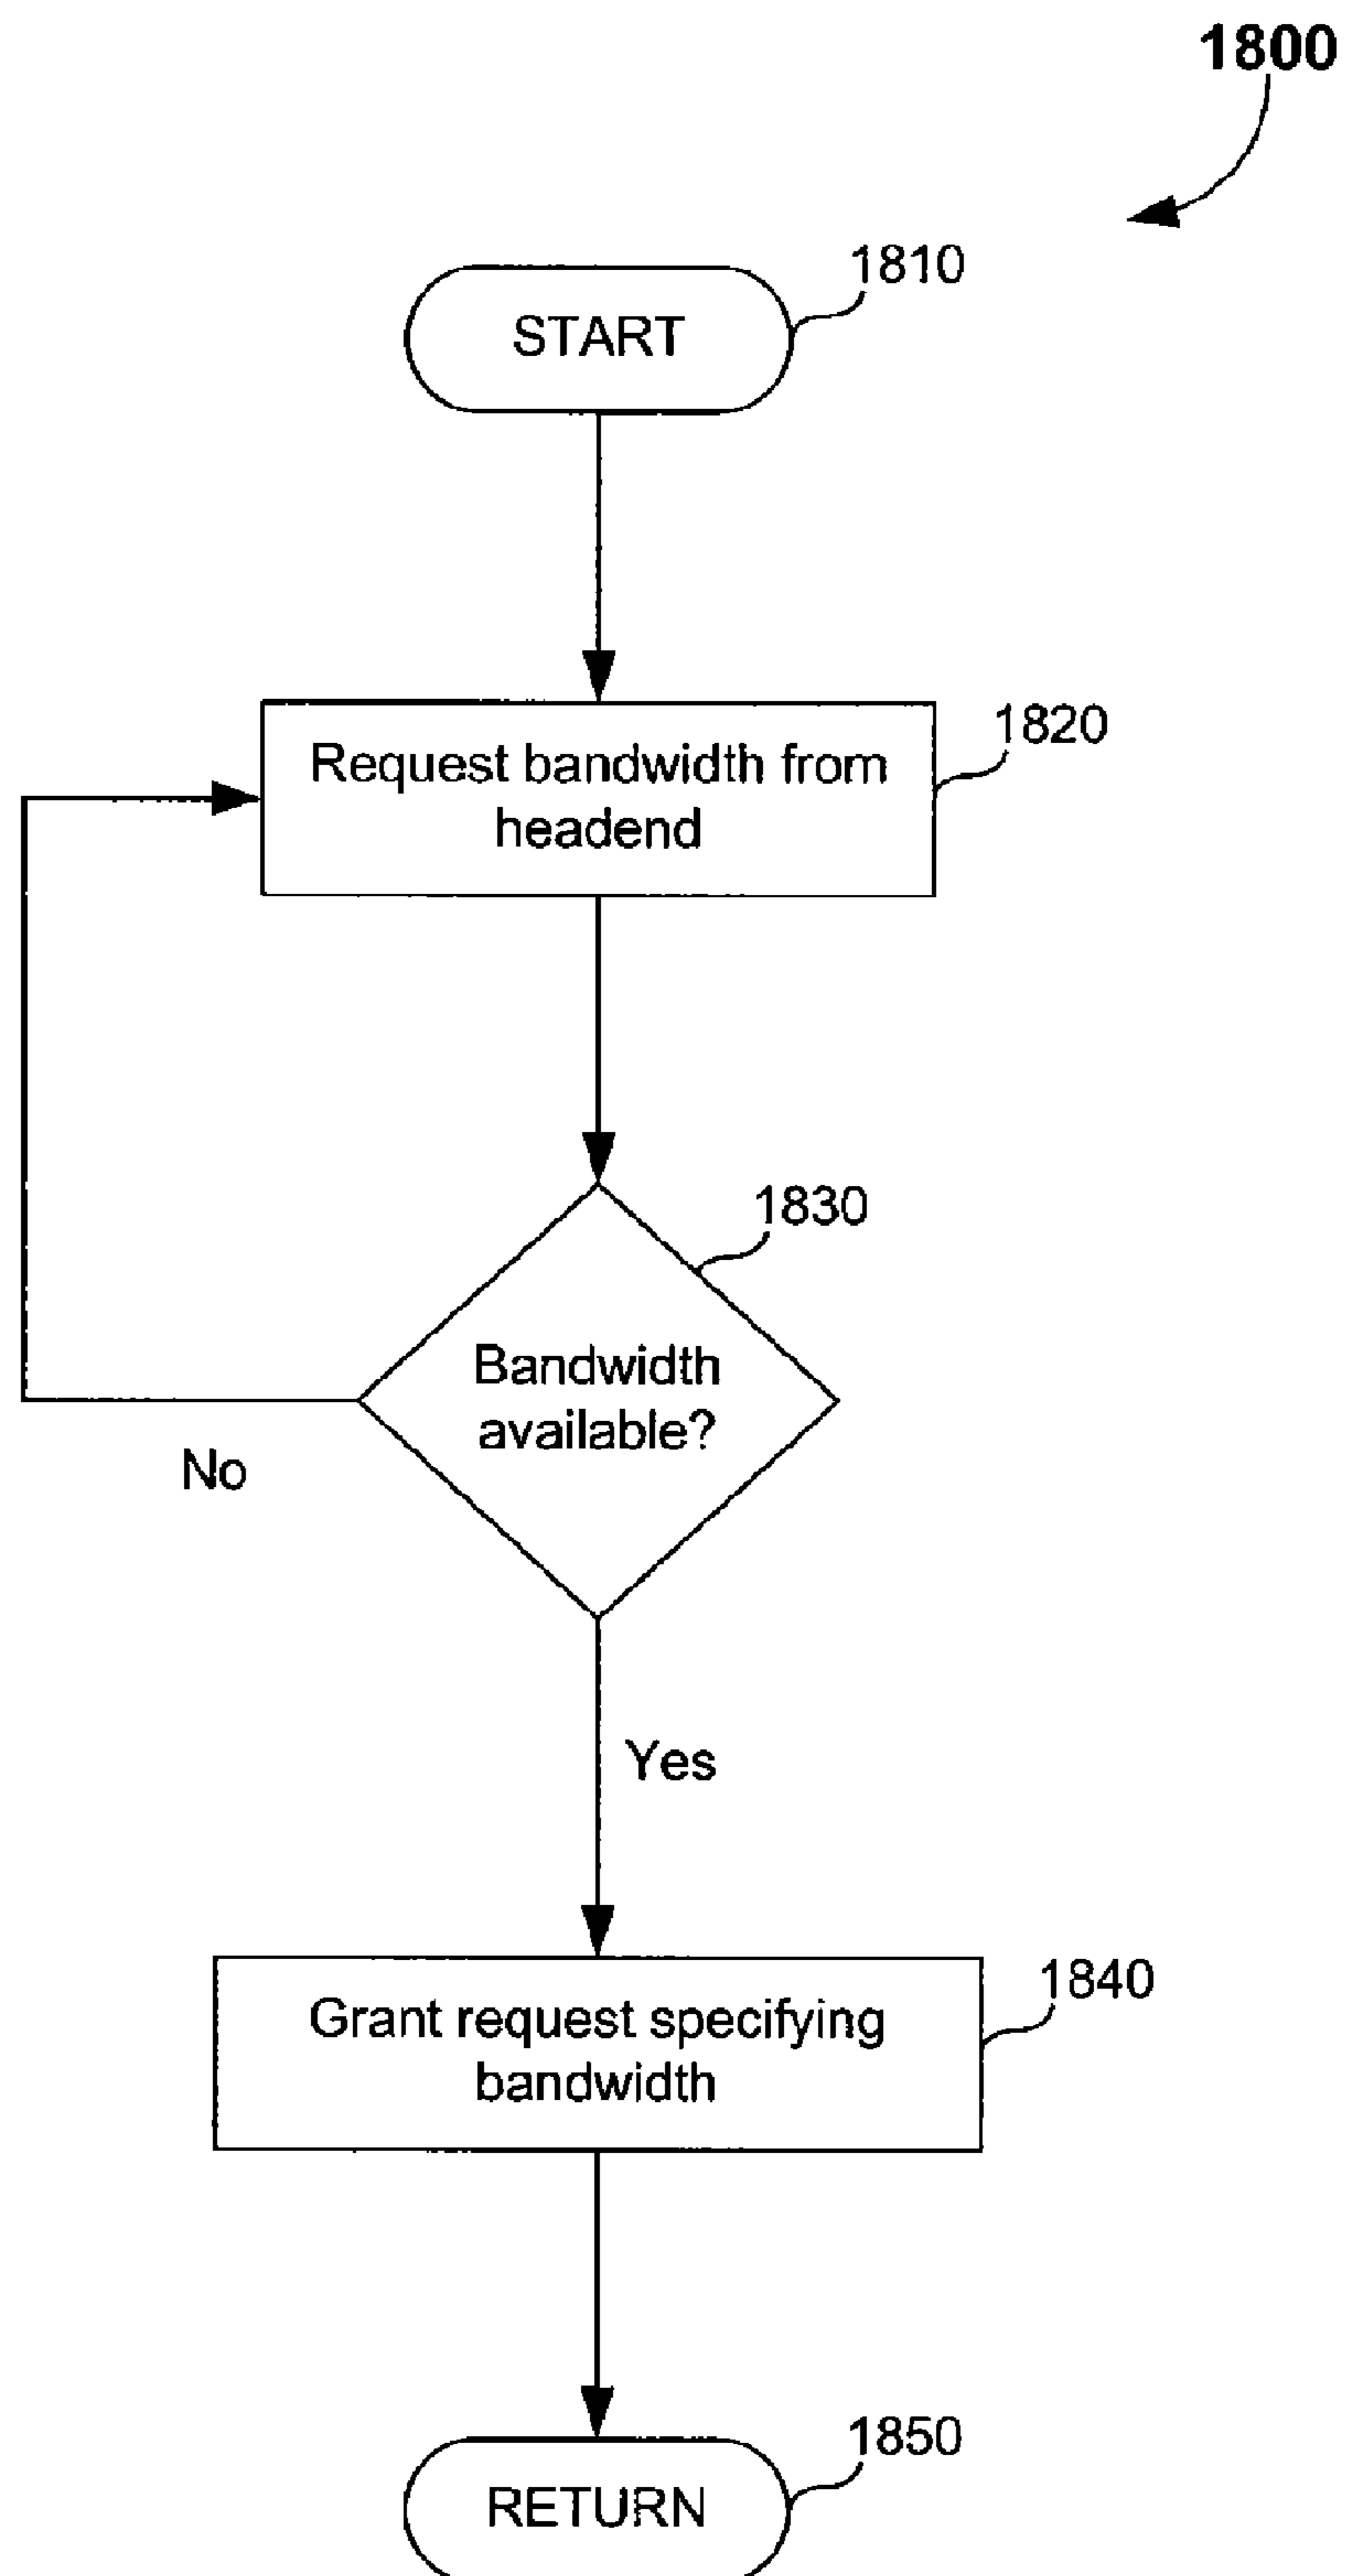 1800
1810
START
1820
Request bandwidth from
headend
1830
Bandwidth
available?
No
Yes
1840
Grant request specifying
bandwidth
1850
RETURN